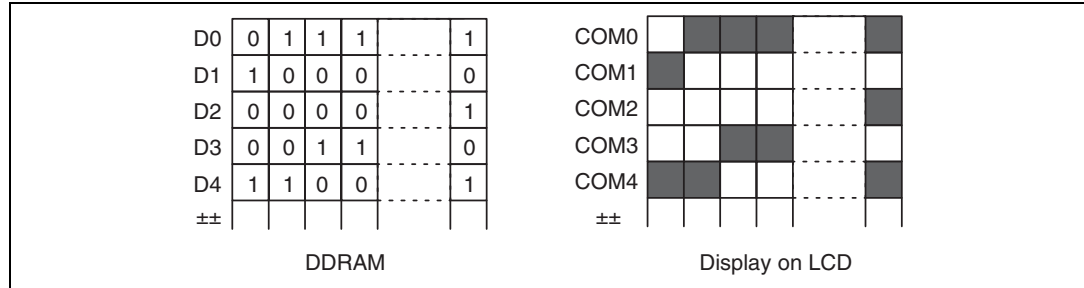 D0 0 1 1 1 1 COM0
D1 1 0 0 0 0 COM1
D2 0 0 0 0 1 COM2
D3 0 0 1 1 0 COM3
D4 1 1 0 0 1 COM4
±± ±±
DDRAM Display on LCD